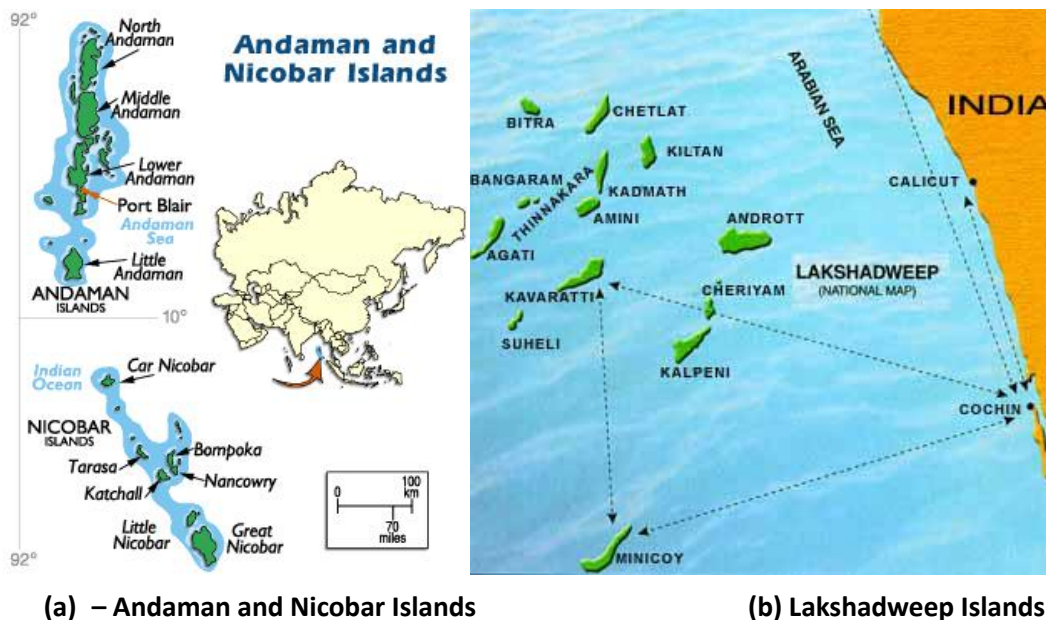 92°
North
Andaman
Andaman and
Nicobar Islands
Middle
Andaman
Lower
Andaman
Port Blair
Andaman
Sea
Little
Andaman
ANDAMAN
ISLANDS
10°
Indian
Ocean
Car Nicobar
NICOBAR
ISLANDS
Bompoka
Tarasa
Nancowry
Katchall
Little
Nicobar
Great
Nicobar
92°
0
100
km
70
miles
ARABIAN SEA
INDIA
BITRA
CHETLAT
KILTAN
BANGARAM
THINNAKARA
KADMATH
CALICUT
AMINI
ANDROTT
AGATI
LAKSHADWEEP
(NATIONAL MAP)
KAVARATTI
CHERIYAM
SUHELI
KALPENI
COCHIN
MINICOY
(a) – Andaman and Nicobar Islands
(b) Lakshadweep Islands